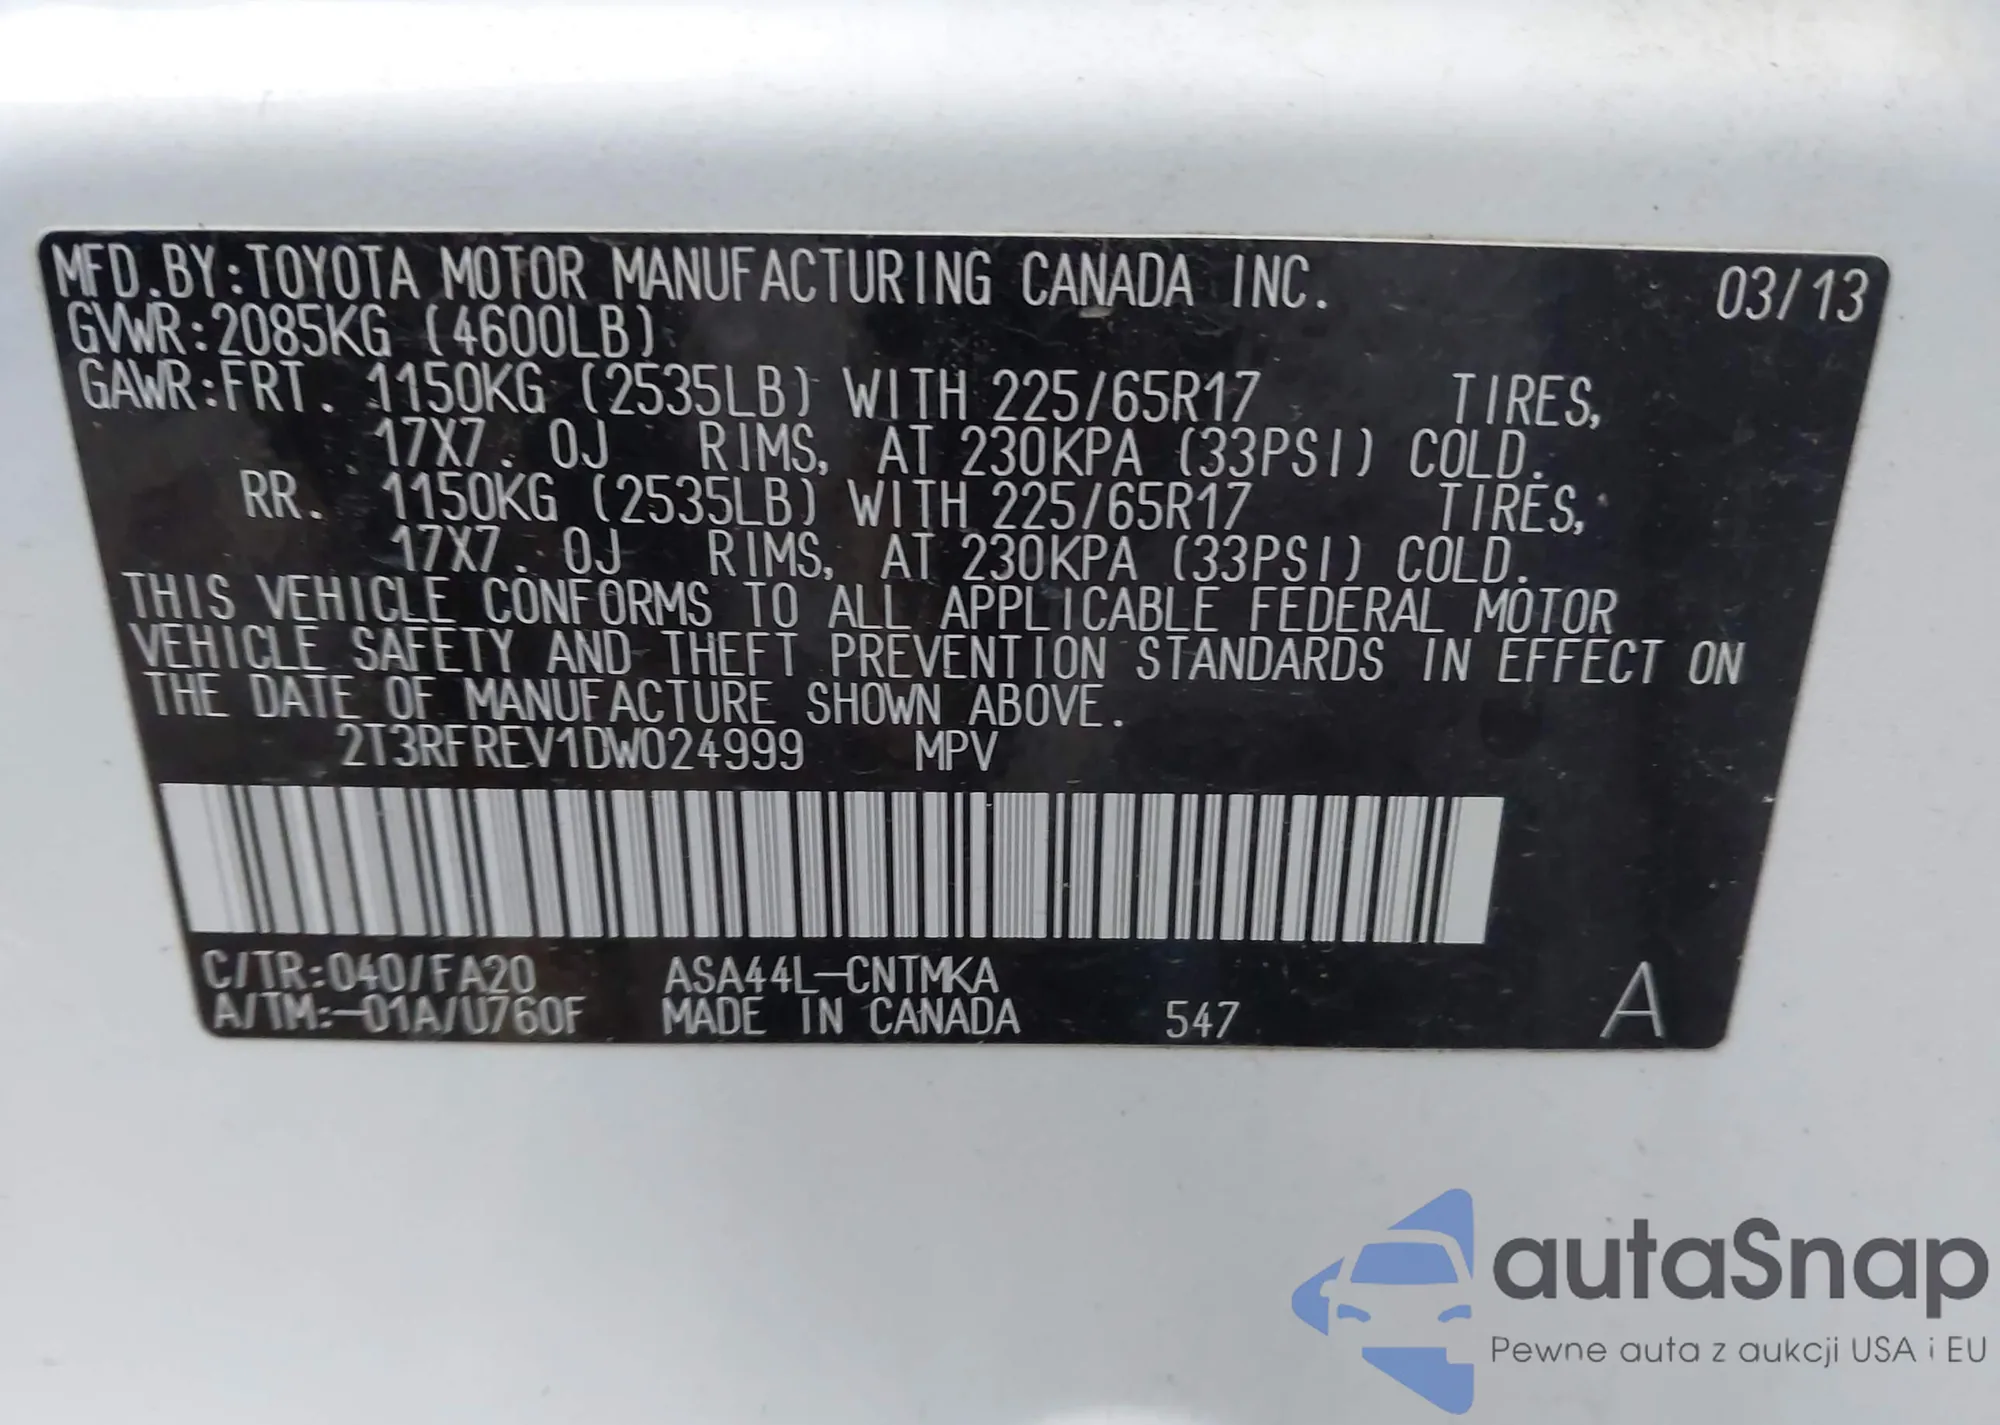 MFD.BY:TOYOTA MOTOR MANUFACTURING CANADA INC. 03/13
GVWR:2085KG (4600LB)
GAWR:FRT. 1150KG (2535LB) WITH 225/65R17 TIRES,
17X7.0J RIMS, AT 230KPA (33PSI) COLD.
RR. 1150KG (2535LB) WITH 225/65R17 TIRES,
17X7.0J RIMS, AT 230KPA (33PSI) COLD.
THIS VEHICLE CONFORMS TO ALL APPLICABLE FEDERAL MOTOR
VEHICLE SAFETY AND THEFT PREVENTION STANDARDS IN EFFECT ON
THE DATE OF MANUFACTURE SHOWN ABOVE.
2T3RFREV1DW024999 MPV
C/TR:040/FA20 ASA44L-CNTMKA
A/TM:-01A/U760F MADE IN CANADA 547 A
autaSnap
Pewne auta z aukcji USA i EU